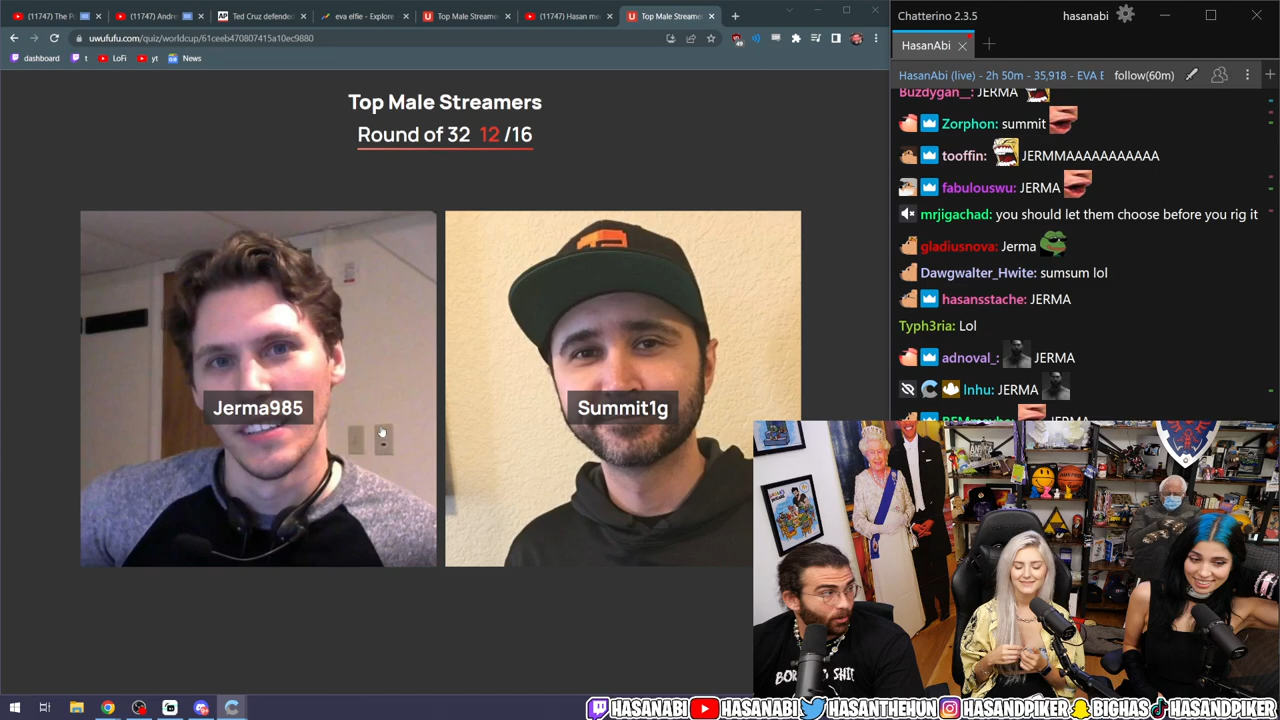 (11747) The P
(11747) Andre
Ted Cruz defended
eva elfie - Explore
Top Male Streamers
(11747) Hasan me
Top Male Streamer
uwufufu.com/quiz/worldcup/61ceeb470807415a10ec9880
dashboard
t
LoFi
yt
News
Top Male Streamers
Round of 32 12 /16
Jerma985
Summit1g
Chatterino 2.3.5
hasanabi
HasanAbi
HasanAbi (live) - 2h 50m - 35,918 - EVA E
follow(60m)
Buzdygan__: JERMA
Zorphon: summit
tooffin: JERMMAAAAAAAAAAA
fabulouswu: JERMA
mrjigachad: you should let them choose before you rig it
gladiusnova: Jerma
Dawgwalter_Hwite: sumsum lol
hasansstache: JERMA
Typh3ria: Lol
adnoval_: JERMA
Inhu: JERMA
HASANABI
HASANABI
HASANTHEHUN
HASANDPIKER
BIGHAS
HASANDPIKER